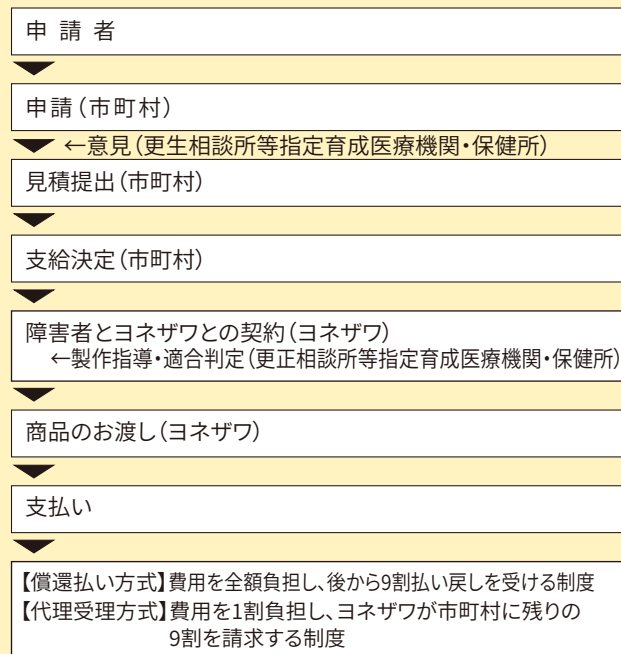 申 請 者
申請（市町村）
←意見（更生相談所等指定育成医療機関・保健所）
見積提出（市町村）
支給決定（市町村）
障害者とヨネザワとの契約（ヨネザワ）
←製作指導・適合判定（更正相談所等指定育成医療機関・保健所）
商品のお渡し（ヨネザワ）
支払い
【償還払い方式】費用を全額負担し、後から9割払い戻しを受ける制度
【代理受理方式】費用を1割負担し、ヨネザワが市町村に残りの
9割を請求する制度